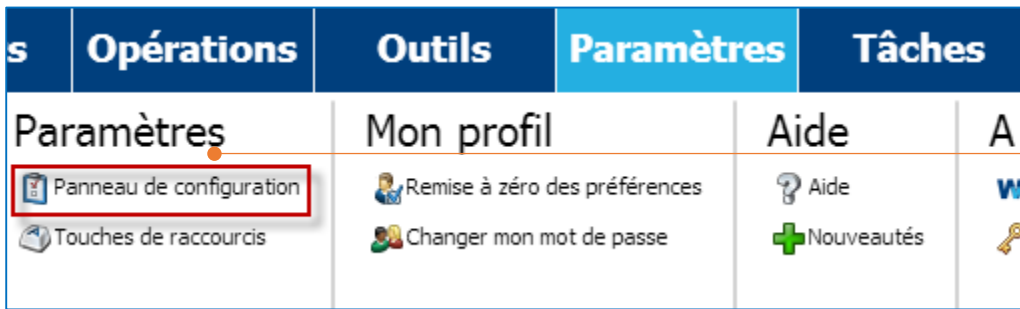 s Opérations Outils Paramètres Tâches
Paramètres Mon profil Aide A
Panneau de configuration Remise à zéro des préférences Aide W
Touches de raccourcis Changer mon mot de passe Nouveautés